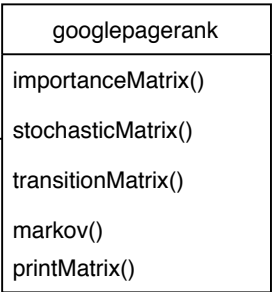 googlepagerank
importanceMatrix()
stochasticMatrix()
transitionMatrix()
markov()
printMatrix()